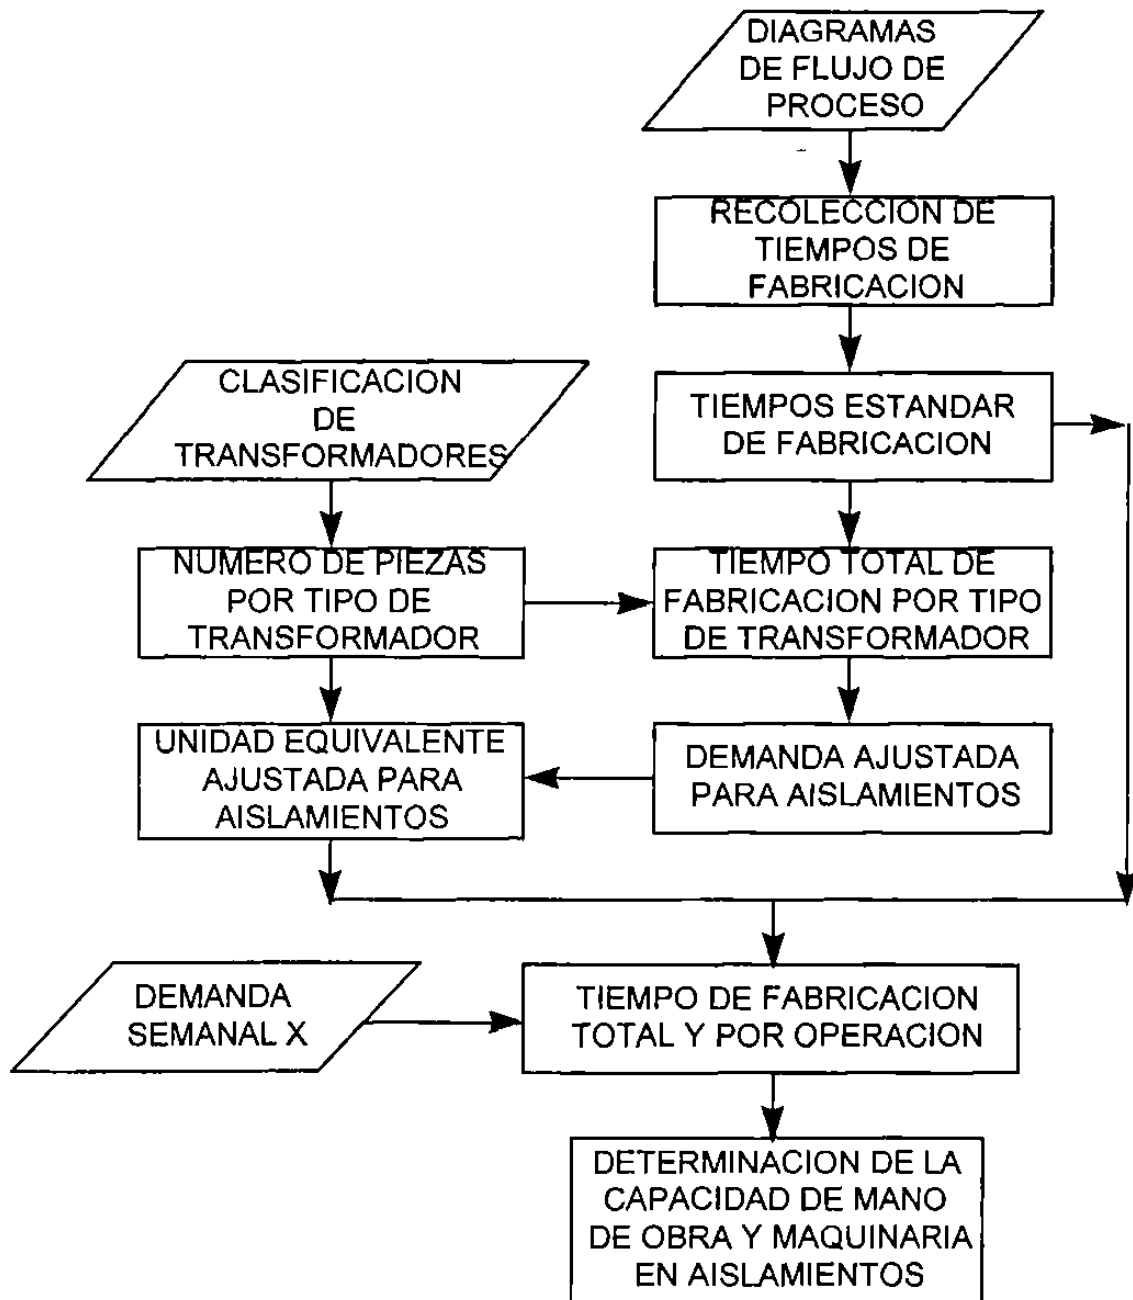 DIAGRAMAS
DE FLUJO DE
PROCESO
RECOLECCION DE
TIEMPOS DE
FABRICACION
CLASIFICACION
DE
TRANSFORMADORES
TIEMPOS ESTANDAR
DE FABRICACION
NUMERO DE PIEZAS
POR TIPO DE
TRANSFORMADOR
TIEMPO TOTAL DE
FABRICACION POR TIPO
DE TRANSFORMADOR
UNIDAD EQUIVALENTE
AJUSTADA PARA
AISLAMIENTOS
DEMANDA AJUSTADA
PARA AISLAMIENTOS
DEMANDA
SEMANAL X
TIEMPO DE FABRICACION
TOTAL Y POR OPERACION
DETERMINACION DE LA
CAPACIDAD DE MANO
DE OBRA Y MAQUINARIA
EN AISLAMIENTOS